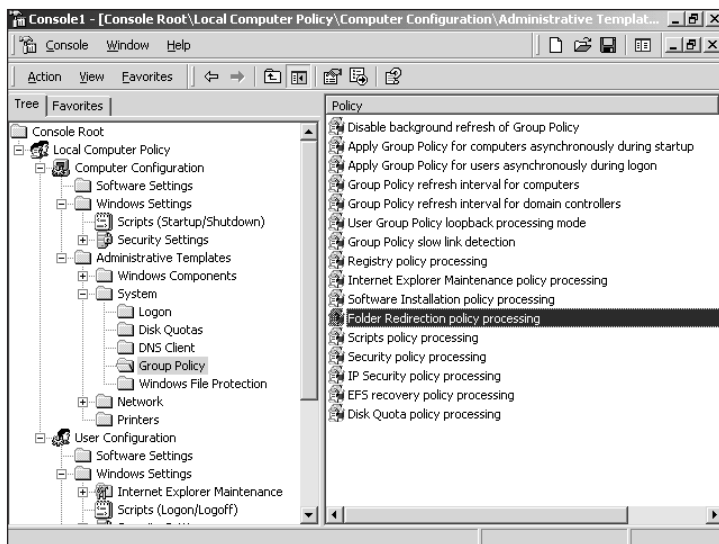 Console1 - [Console Root\Local Computer Policy\Computer Configuration\Administrative Templat...
Console Window Help
Action View Favorites
Tree Favorites
Console Root
Local Computer Policy
Computer Configuration
Software Settings
Windows Settings
Scripts (Startup/Shutdown)
Security Settings
Administrative Templates
Windows Components
System
Logon
Disk Quotas
DNS Client
Group Policy
Windows File Protection
Network
Printers
User Configuration
Software Settings
Windows Settings
Internet Explorer Maintenance
Scripts (Logon/Logoff)
Policy
Disable background refresh of Group Policy
Apply Group Policy for computers asynchronously during startup
Apply Group Policy for users asynchronously during logon
Group Policy refresh interval for computers
Group Policy refresh interval for domain controllers
User Group Policy loopback processing mode
Group Policy slow link detection
Registry policy processing
Internet Explorer Maintenance policy processing
Software Installation policy processing
Folder Redirection policy processing
Scripts policy processing
Security policy processing
IP Security policy processing
EFS recovery policy processing
Disk Quota policy processing